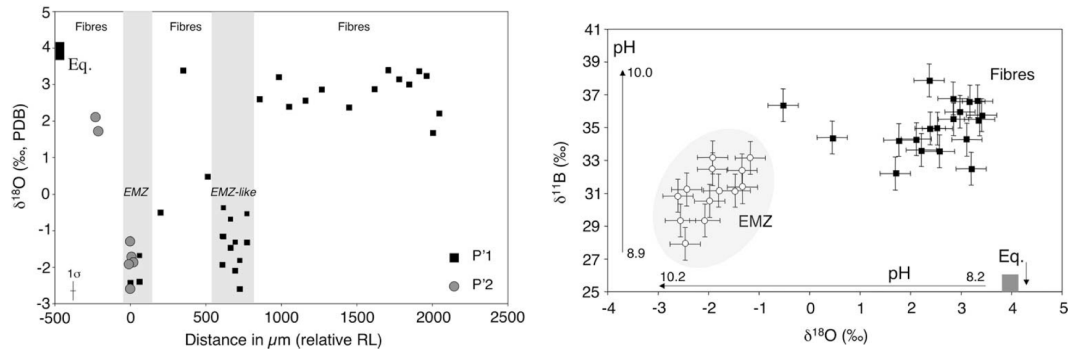 Fibres Fibres Fibres
5
4
3
2
1
0
-1
-2
-3
Eq.
EMZ
EMZ-like
1σ
P'1
P'2
δ18O (‰, PDB)
-500 0 500 1000 1500 2000 2500
Distance in µm (relative RL)
41
39
37
35
33
31
29
27
25
δ11B (‰)
pH
10.0
8.9
Fibres
EMZ
Eq.
pH
10.2
8.2
-4 -3 -2 -1 0 1 2 3 4 5
δ18O (‰)